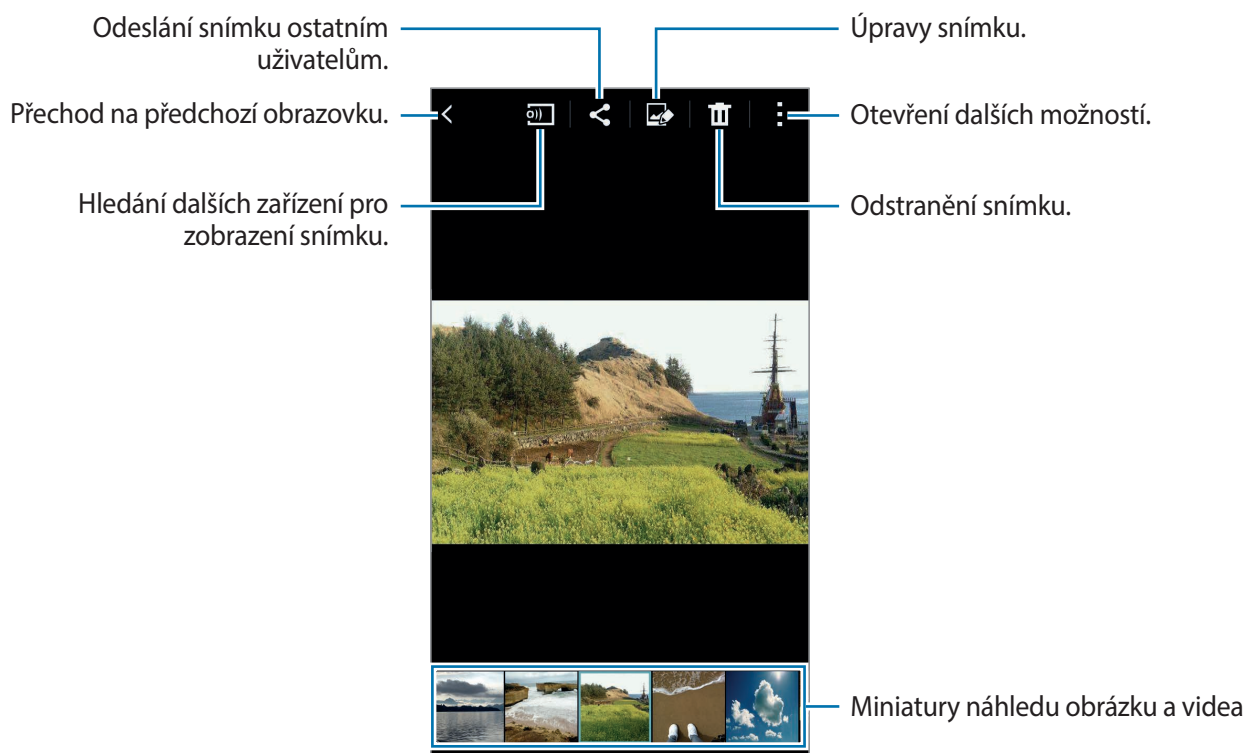 Odeslání snímku ostatním
uživatelům.
Úpravy snímku.
Přechod na předchozí obrazovku.
Otevření dalších možností.
Hledání dalších zařízení pro
zobrazení snímku.
Odstranění snímku.
Miniatury náhledu obrázku a videa